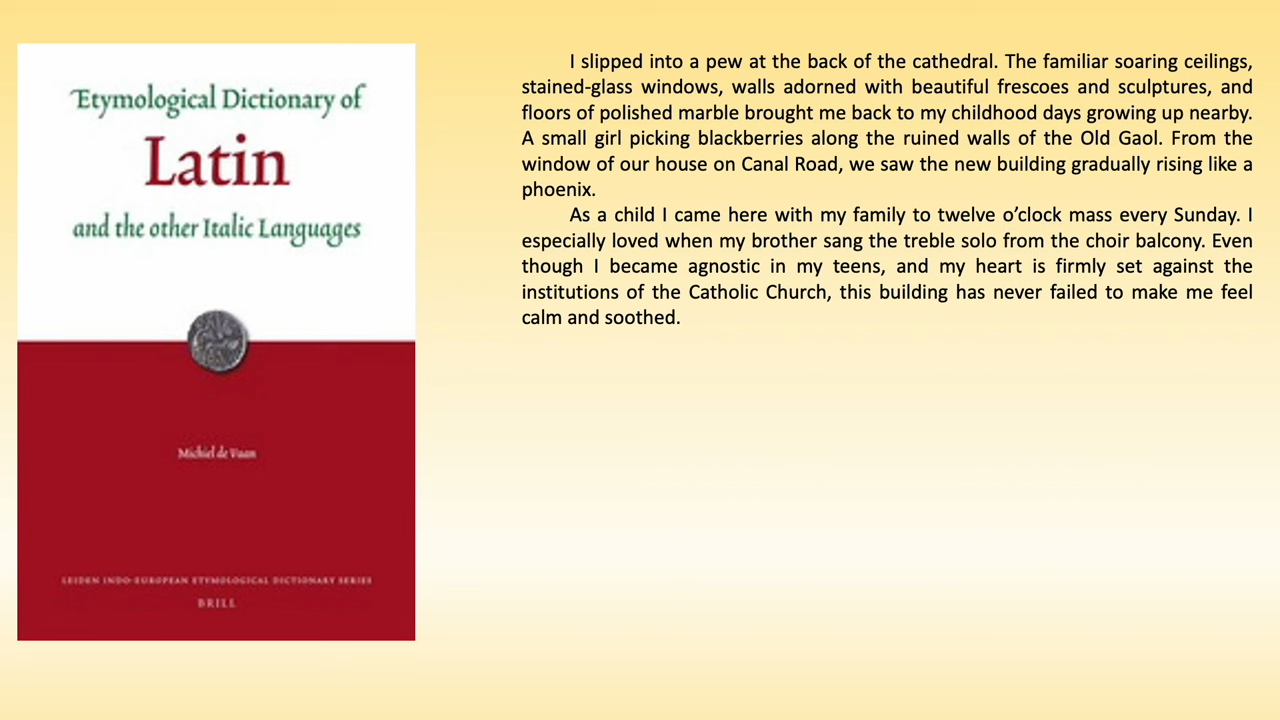 Etymological Dictionary of
Latin
and the other Italic Languages
Michiel de Vaan
LEIDEN INDO-EUROPEAN ETYMOLOGICAL DICTIONARY SERIES
BRILL
I slipped into a pew at the back of the cathedral. The familiar soaring ceilings,
stained-glass windows, walls adorned with beautiful frescoes and sculptures, and
floors of polished marble brought me back to my childhood days growing up nearby.
A small girl picking blackberries along the ruined walls of the Old Gaol. From the
window of our house on Canal Road, we saw the new building gradually rising like a
phoenix.
As a child I came here with my family to twelve o’clock mass every Sunday. I
especially loved when my brother sang the treble solo from the choir balcony. Even
though I became agnostic in my teens, and my heart is firmly set against the
institutions of the Catholic Church, this building has never failed to make me feel
calm and soothed.